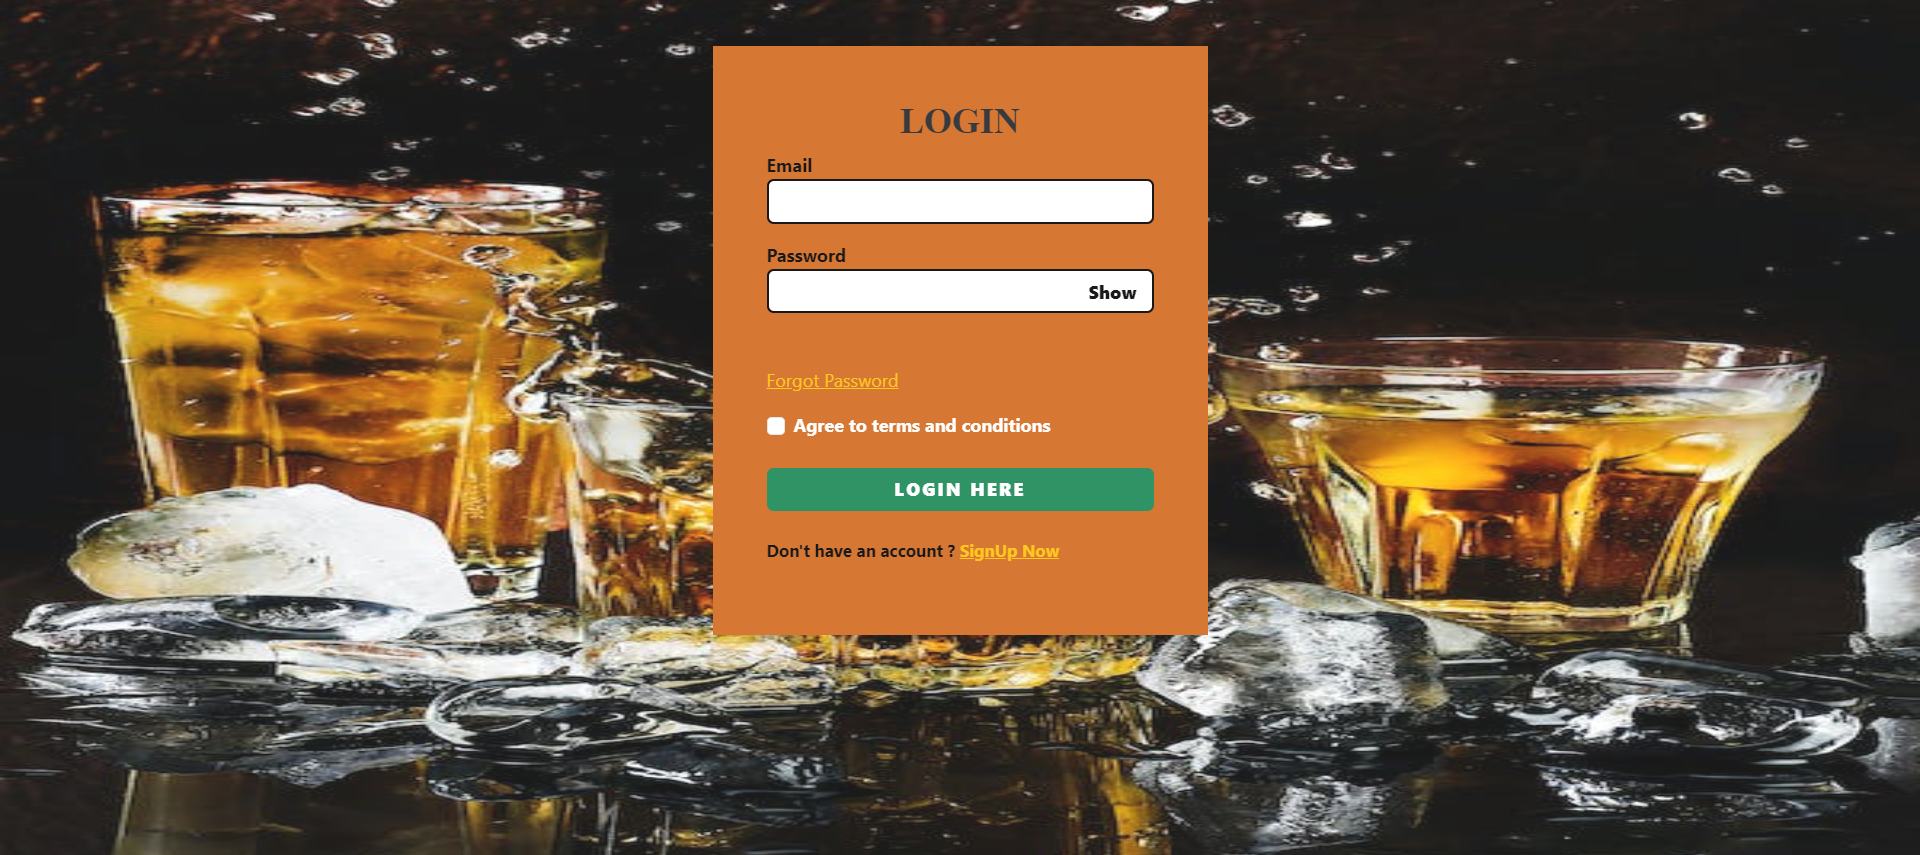 LOGIN
Email
Password
Show
Forgot Password
Agree to terms and conditions
LOGIN HERE
Don't have an account ? SignUp Now